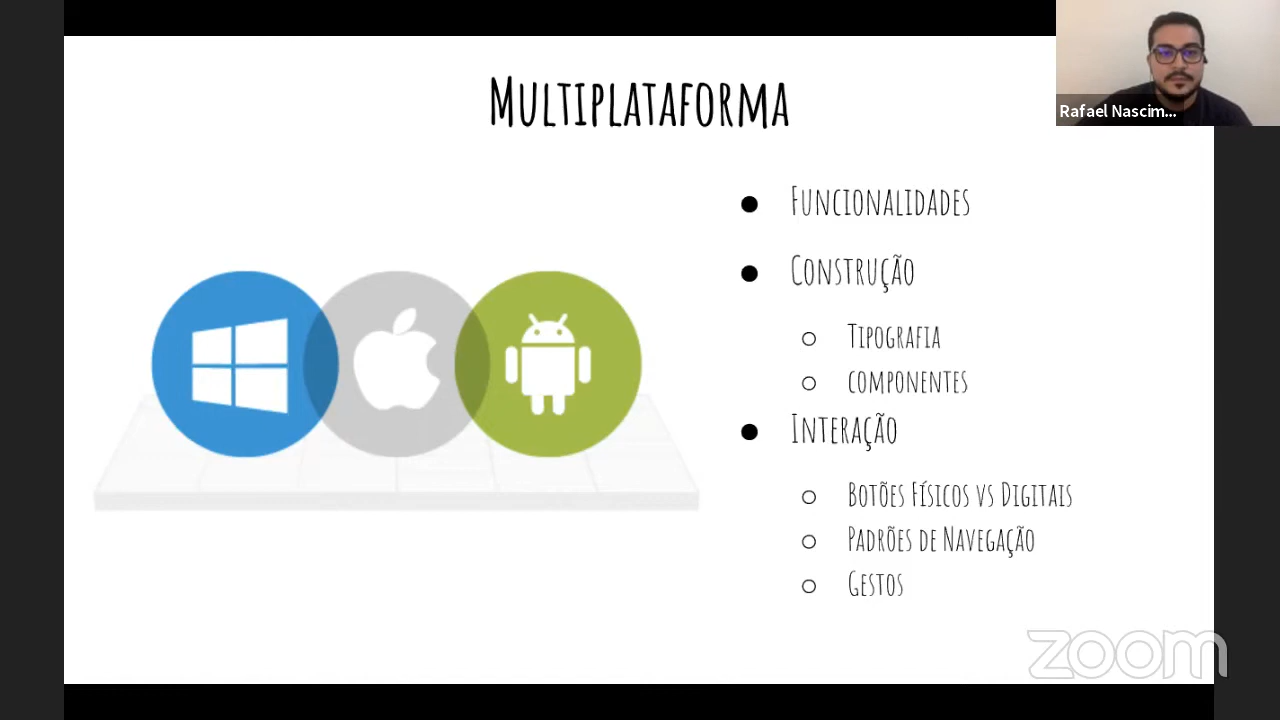 Multiplataforma
Rafael Nascim...
● Funcionalidades
● Construção
○ Tipografia
○ componentes
● Interação
○ Botões Físicos vs Digitais
○ Padrões de Navegação
○ Gestos
zoom